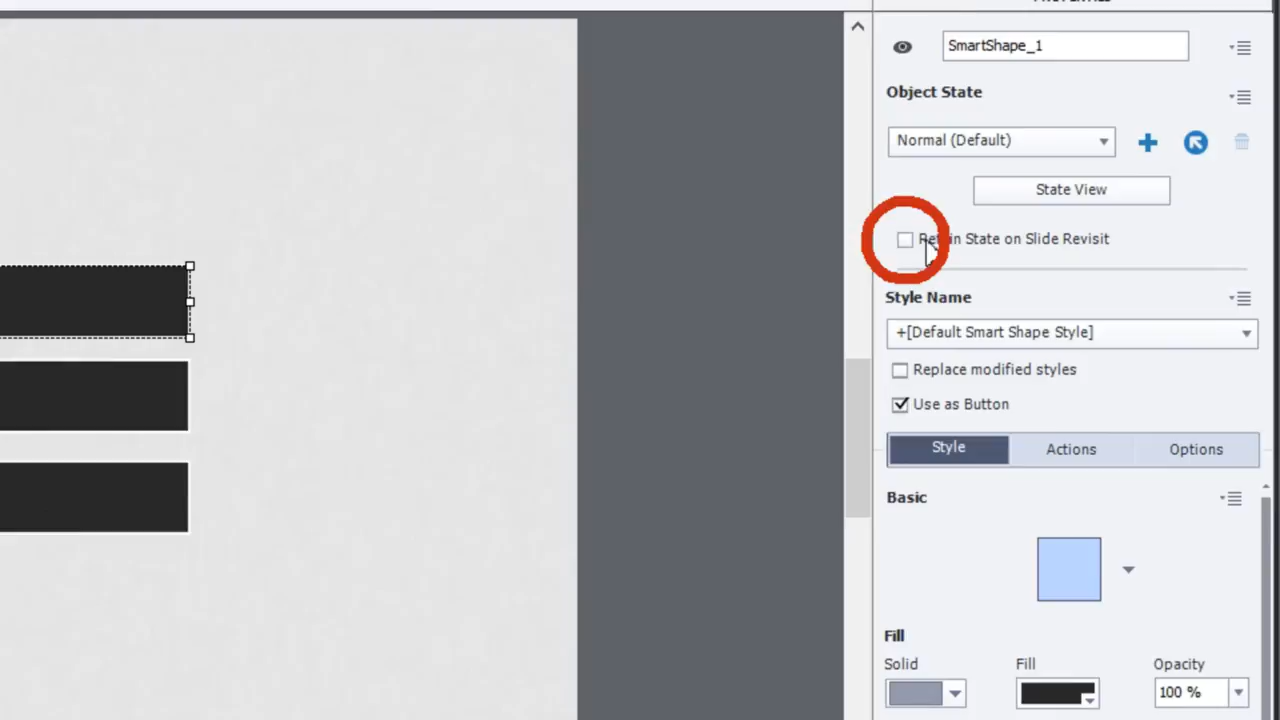 SmartShape_1
Object State
Normal (Default)
State View
State on Slide Revisit
Style Name
+[Default Smart Shape Style]
Replace modified styles
Use as Button
Style Actions Options
Basic
Fill
Solid Fill Opacity
100 %